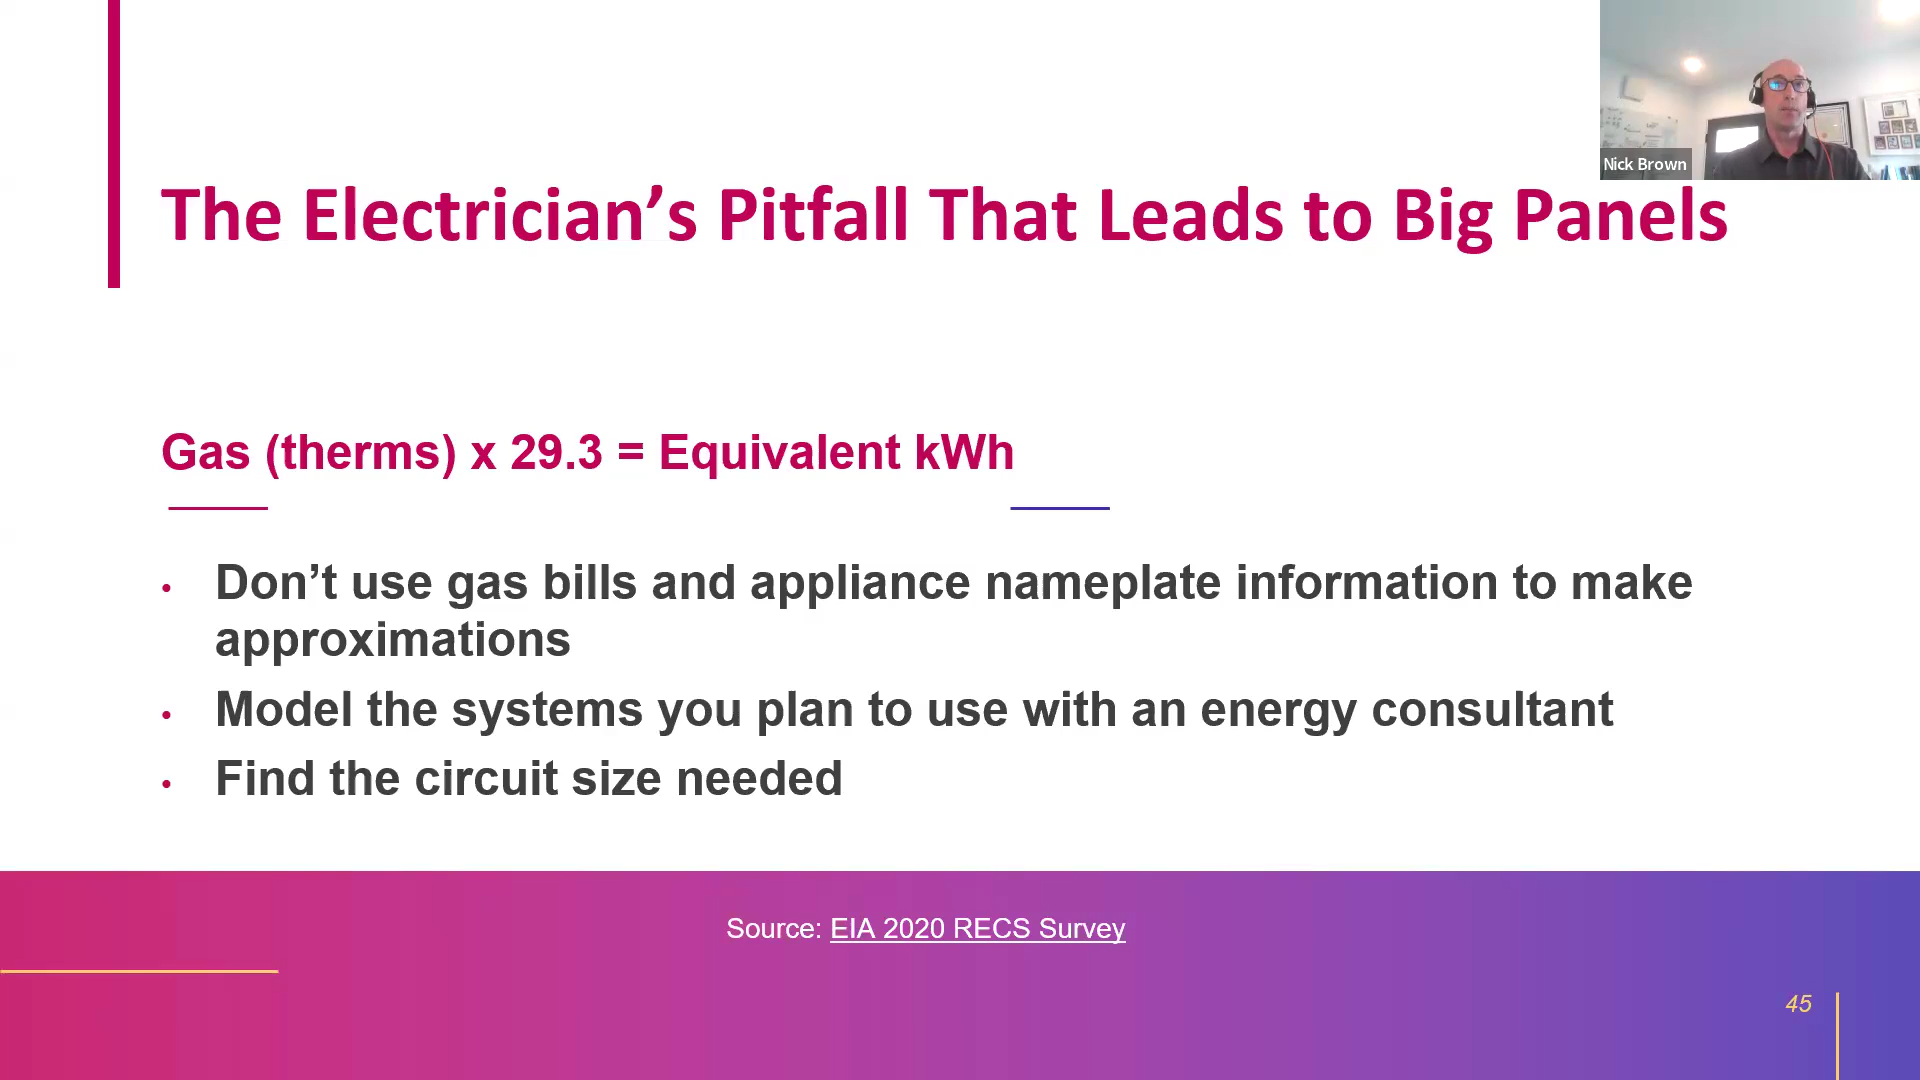 Nick Brown
The Electrician’s Pitfall That Leads to Big Panels
Gas (therms) x 29.3 = Equivalent kWh
• Don’t use gas bills and appliance nameplate information to make
approximations
• Model the systems you plan to use with an energy consultant
• Find the circuit size needed
Source: EIA 2020 RECS Survey
45